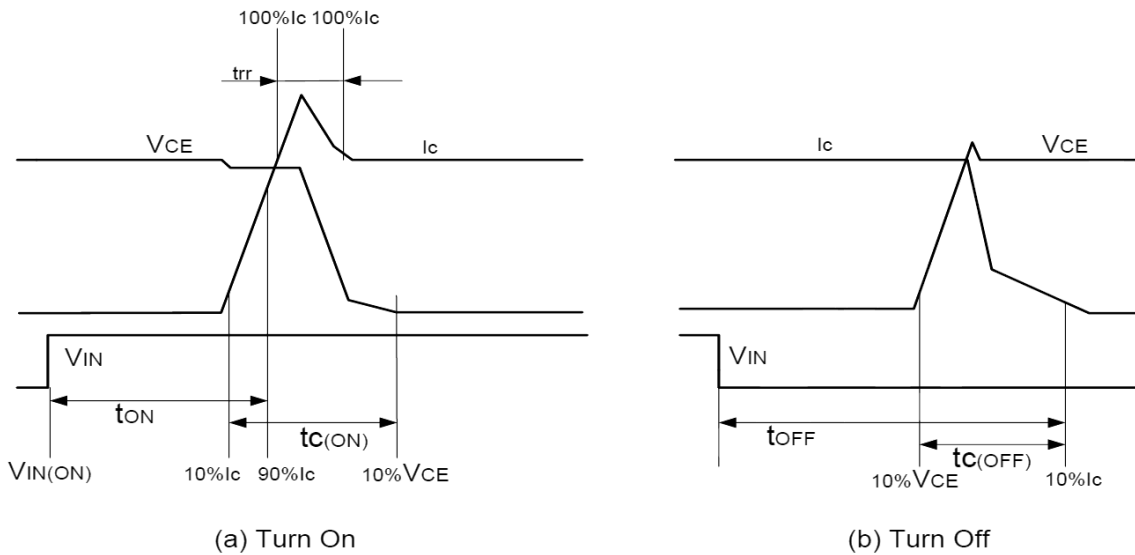 100%Ic 100%Ic
trr
VCE Ic
VIN
tON
tC(ON)
VIN(ON) 10%Ic 90%Ic 10%VCE
(a) Turn On
Ic VCE
VIN
tOFF
tC(OFF)
10%VCE 10%Ic
(b) Turn Off